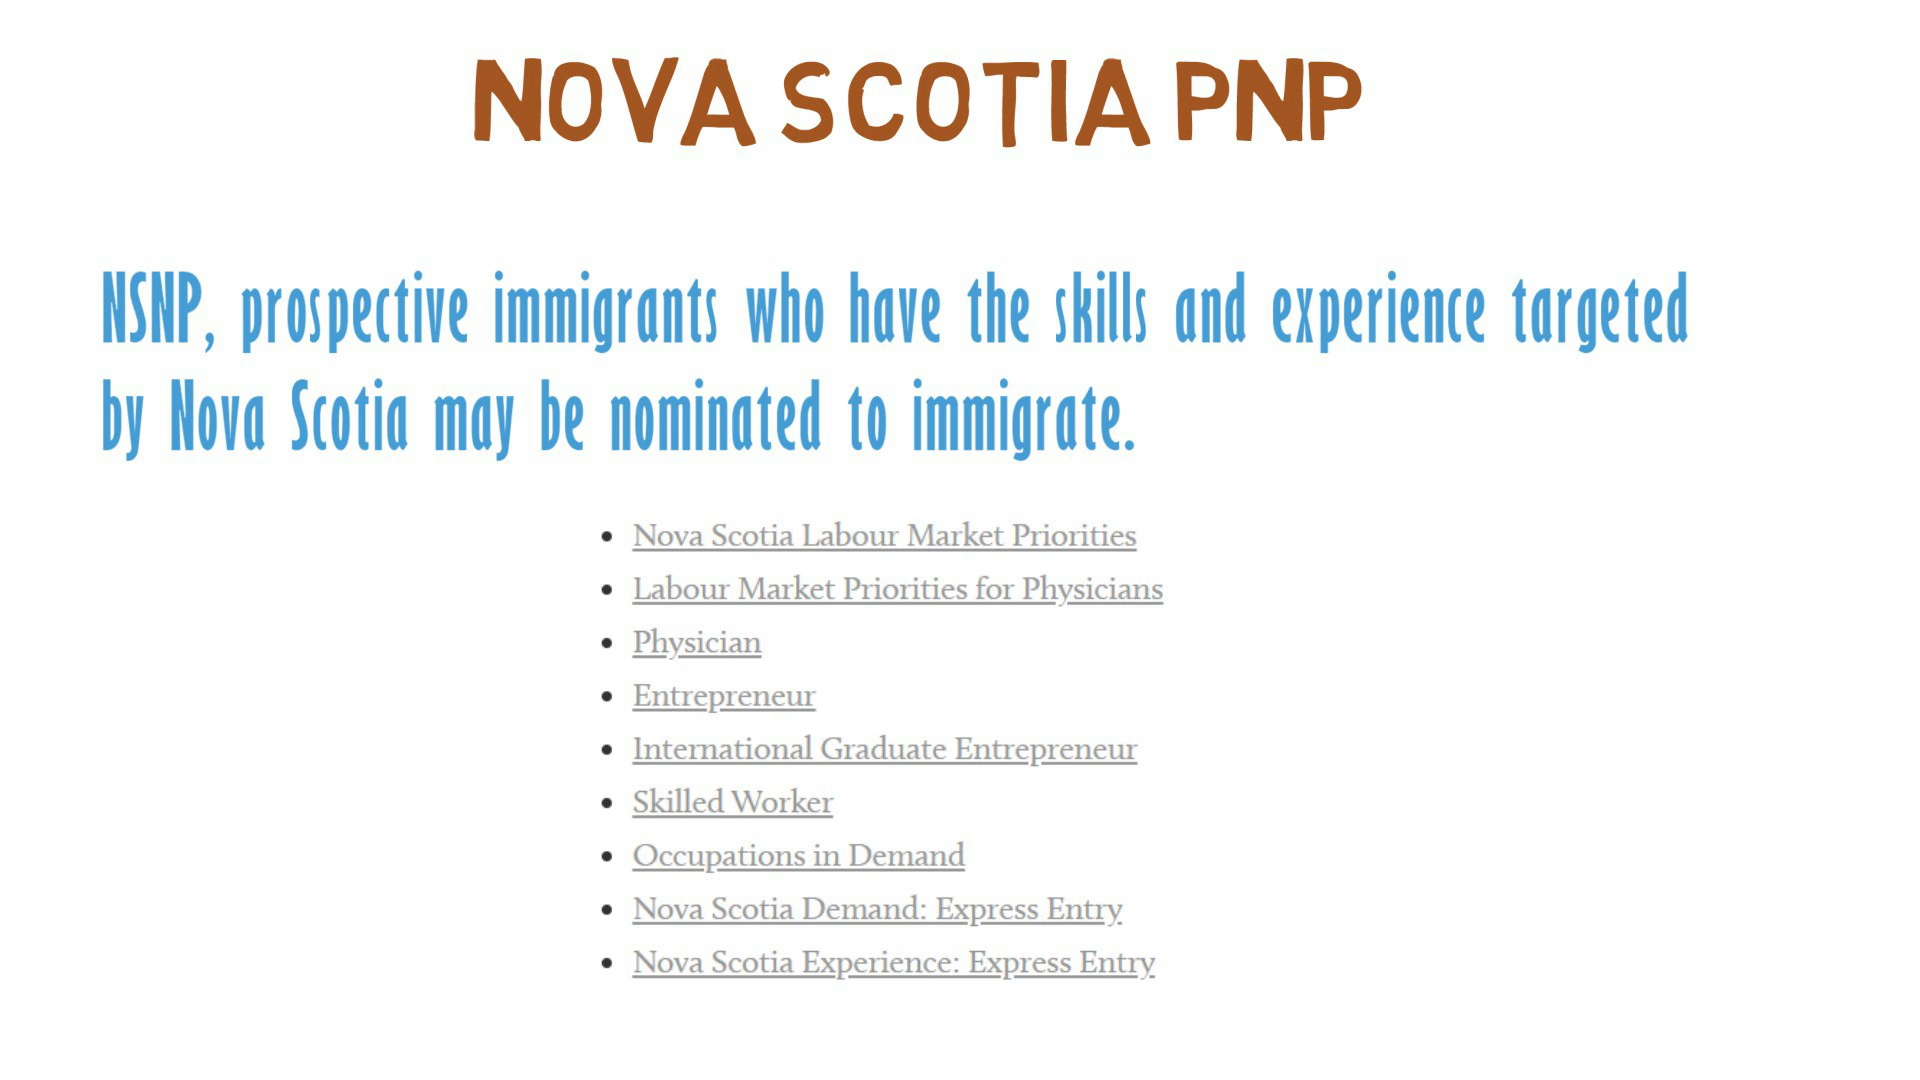 NOVA SCOTIA PNP
NSNP, prospective immigrants who have the skills and experience targeted
by Nova Scotia may be nominated to immigrate.
Nova Scotia Labour Market Priorities
Labour Market Priorities for Physicians
Physician
Entrepreneur
International Graduate Entrepreneur
Skilled Worker
Occupations in Demand
Nova Scotia Demand: Express Entry
Nova Scotia Experience: Express Entry